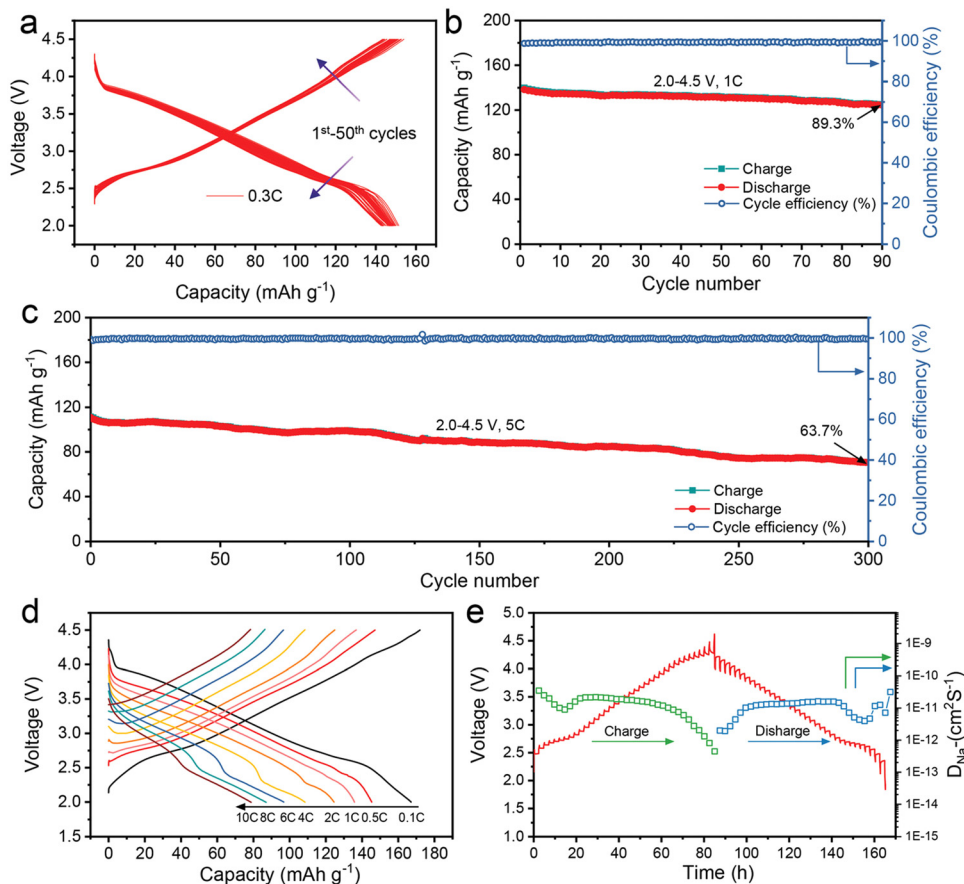 a
4.5
4.0
3.5
3.0
2.5
2.0
Voltage (V)
1st-50th cycles
0.3C
0 20 40 60 80 100 120 140 160
Capacity (mAh g-1)
b
200
160
120
80
40
0
Capacity (mAh g-1)
2.0-4.5 V, 1C
89.3%
Charge
Discharge
Cycle efficiency (%)
100
80
60
40
20
0
Coulombic efficiency (%)
0 10 20 30 40 50 60 70 80 90
Cycle number
c
200
160
120
80
40
0
Capacity (mAh g-1)
2.0-4.5 V, 5C
63.7%
Charge
Discharge
Cycle efficiency (%)
100
80
60
40
20
0
Coulombic efficiency (%)
0 50 100 150 200 250 300
Cycle number
d
4.5
4.0
3.5
3.0
2.5
2.0
1.5
Voltage (V)
10C 8C 6C 4C 2C 1C 0.5C 0.1C
0 20 40 60 80 100 120 140 160 180
Capacity (mAh g-1)
e
5.0
4.5
4.0
3.5
3.0
2.5
2.0
1.5
1.0
Voltage (V)
Charge
Disharge
1E-9
1E-10
1E-11
1E-12
1E-13
1E-14
1E-15
DNa-(cm2S-1)
0 20 40 60 80 100 120 140 160
Time (h)